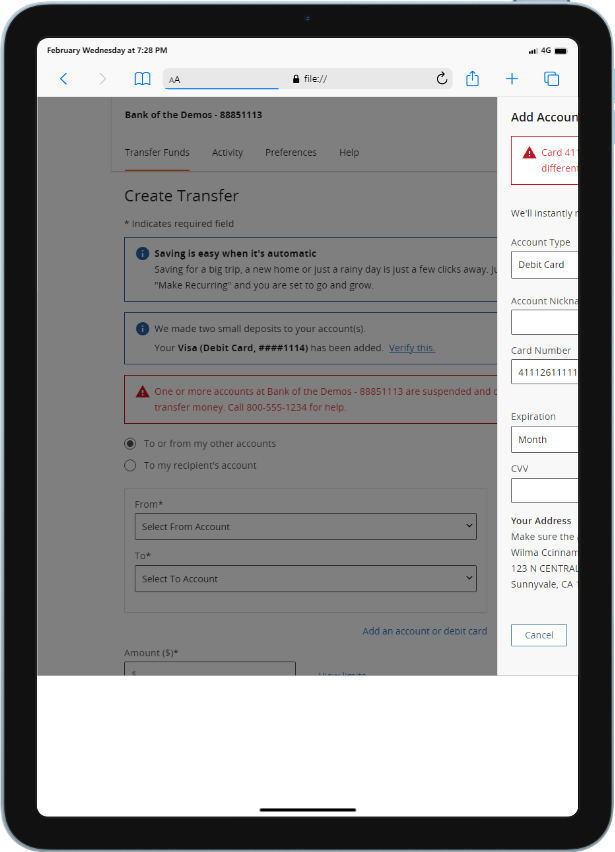 February Wednesday at 7:28 PM
4G
AA
file://
Bank of the Demos - 88851113
Transfer Funds
Activity
Preferences
Help
Create Transfer
* Indicates required field
Saving is easy when it's automatic
Saving for a big trip, a new home or just a rainy day is just a few clicks away.
"Make Recurring" and you are set to go and grow.
We made two small deposits to your account(s).
Your Visa (Debit Card, ####1114) has been added. Verify this.
One or more accounts at Bank of the Demos - 88851113 are suspended and
transfer money. Call 800-555-1234 for help.
To or from my other accounts
To my recipient's account
From*
Select From Account
To*
Select To Account
Add an account or debit card
Amount ($)*
$
View limits
Add Accoun
Card 411
different
We'll instantly
Account Type
Debit Card
Account Nickna
Card Number
41112611111
Expiration
Month
CVV
Your Address
Make sure the
Wilma Ccinnam
123 N CENTRAL
Sunnyvale, CA
Cancel